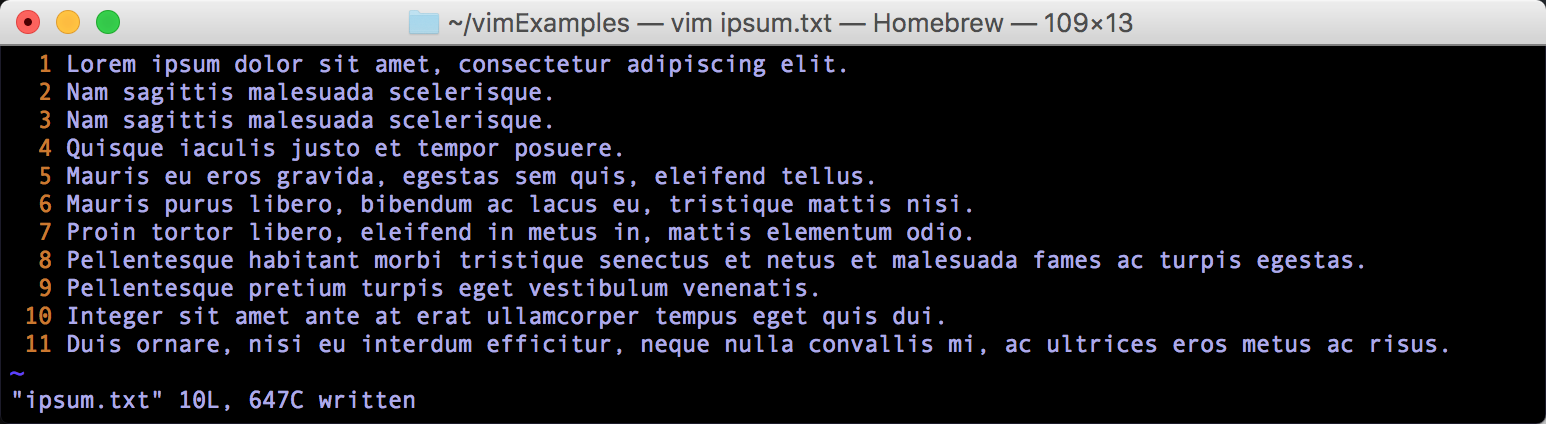 ~/vimExamples — vim ipsum.txt — Homebrew — 109×13
1 Lorem ipsum dolor sit amet, consectetur adipiscing elit.
2 Nam sagittis malesuada scelerisque.
3 Nam sagittis malesuada scelerisque.
4 Quisque iaculis justo et tempor posuere.
5 Mauris eu eros gravida, egestas sem quis, eleifend tellus.
6 Mauris purus libero, bibendum ac lacus eu, tristique mattis nisi.
7 Proin tortor libero, eleifend in metus in, mattis elementum odio.
8 Pellentesque habitant morbi tristique senectus et netus et malesuada fames ac turpis egestas.
9 Pellentesque pretium turpis eget vestibulum venenatis.
10 Integer sit amet ante at erat ullamcorper tempus eget quis dui.
11 Duis ornare, nisi eu interdum efficitur, neque nulla convallis mi, ac ultrices eros metus ac risus.
~
"ipsum.txt" 10L, 647C written